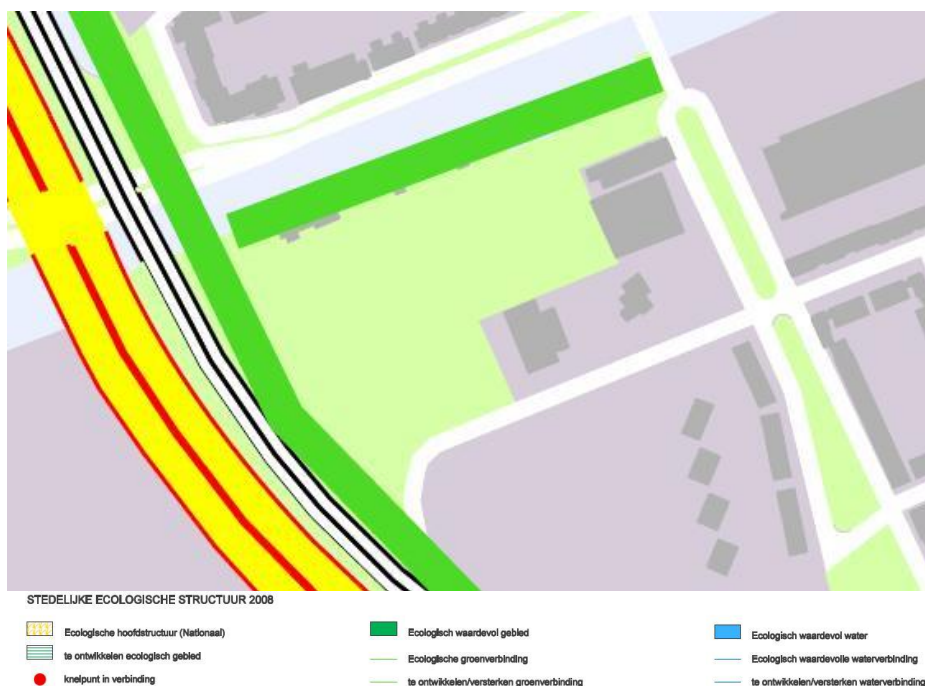 STEDELIJKE ECOLOGISCHE STRUCTUUR 2008
Ecologische hoofdstructuur (Nationaal)
te ontwikkelen ecologisch gebied
knelpunt in verbinding
Ecologisch waardevol gebied
Ecologische groenverbinding
te ontwikkelen/versterken groenverbinding
Ecologisch waardevol water
Ecologisch waardevolle waterverbinding
te ontwikkelen/versterken waterverbinding